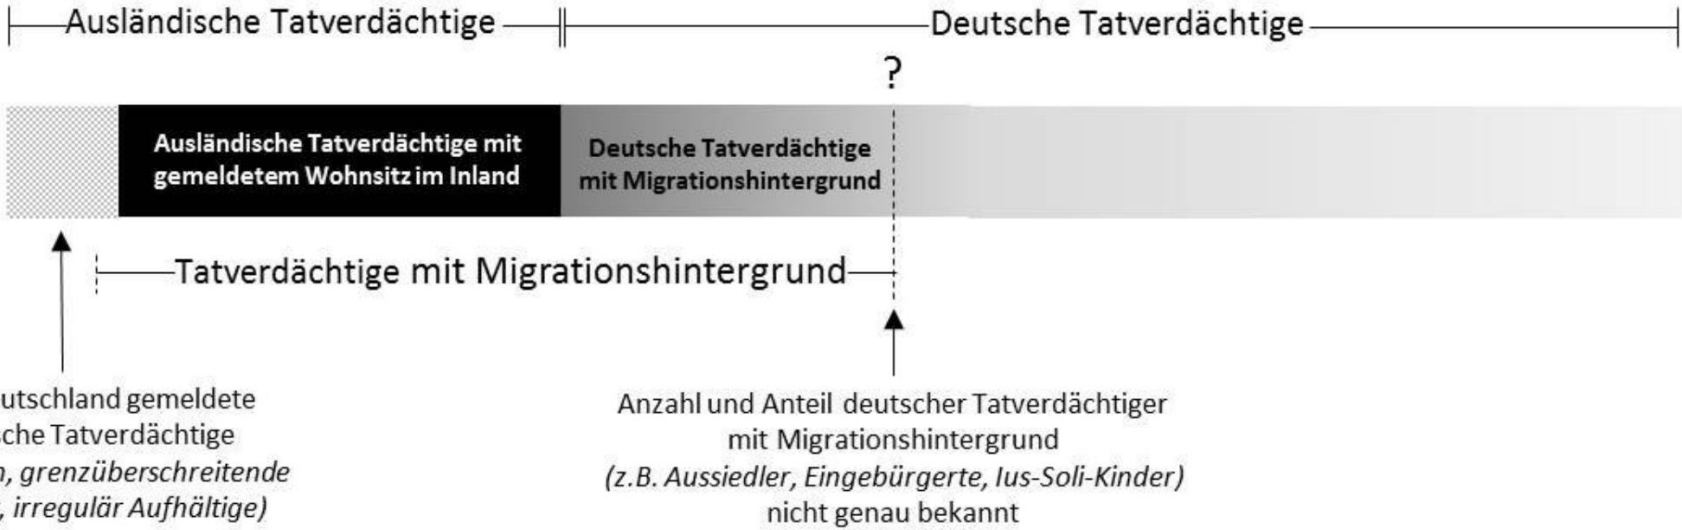 Ausländische Tatverdächtige
Deutsche Tatverdächtige
?
Ausländische Tatverdächtige mit
gemeldetem Wohnsitz im Inland
Deutsche Tatverdächtige
mit Migrationshintergrund
Tatverdächtige mit Migrationshintergrund
utschland gemeldete
sche Tatverdächtige
n, grenzüberschreitende
, irregulär Aufhältige)
Anzahl und Anteil deutscher Tatverdächtiger
mit Migrationshintergrund
(z.B. Aussiedler, Eingebürgerte, Ius-Soli-Kinder)
nicht genau bekannt